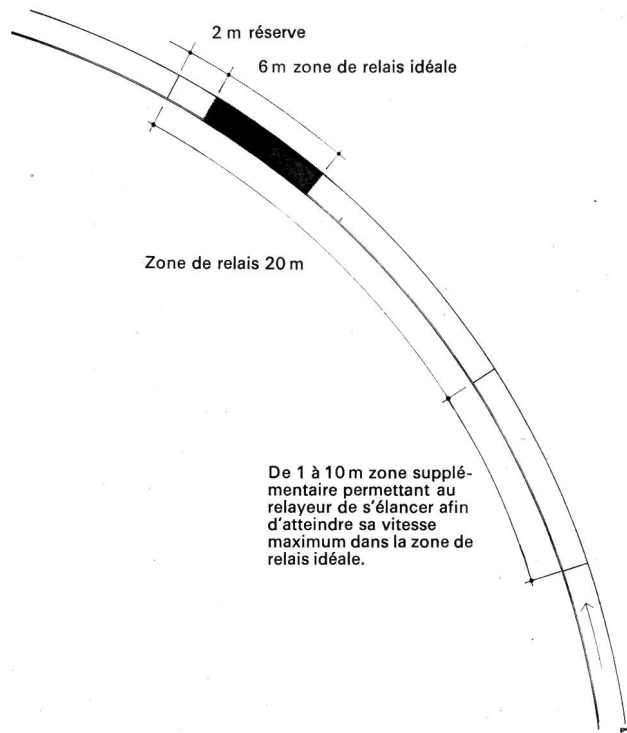 2 m réserve
6 m zone de relais idéale
Zone de relais 20 m
De 1 à 10 m zone supplé-
mentaire permettant au
relayeur de s'élancer afin
d'atteindre sa vitesse
maximum dans la zone de
relais idéale.